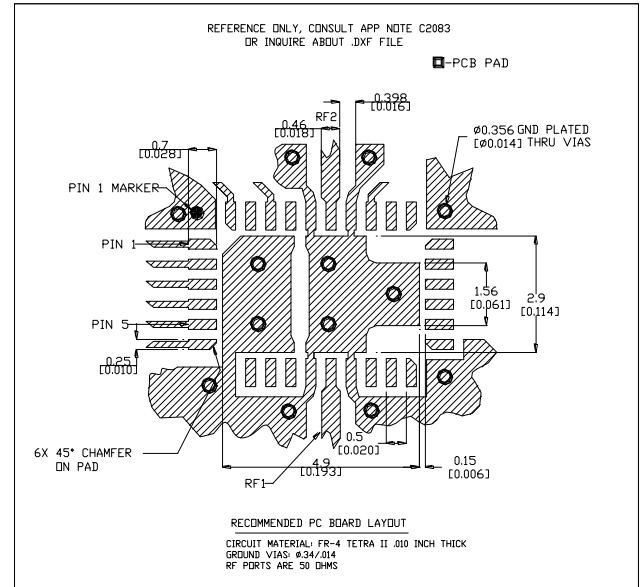 REFERENCE ONLY, CONSULT APP NOTE C2083
OR INQUIRE ABOUT .DXF FILE
-PCB PAD
0.398
[0.016]
RF2
0.46
[0.018]
0.7
[0.028]
Ø0.356 GND PLATED
[Ø0.014] THRU VIAS
PIN 1 MARKER
PIN 1
1.56
[0.061]
2.9
[0.114]
PIN 5
0.25
[0.010]
6X 45° CHAMFER
ON PAD
0.5
[0.020]
4.9
[0.193]
0.15
[0.006]
RF1
RECOMMENDED PC BOARD LAYOUT
CIRCUIT MATERIAL: FR-4 TETRA II .010 INCH THICK
GROUND VIAS: Ø.34/.014
RF PORTS ARE 50 OHMS